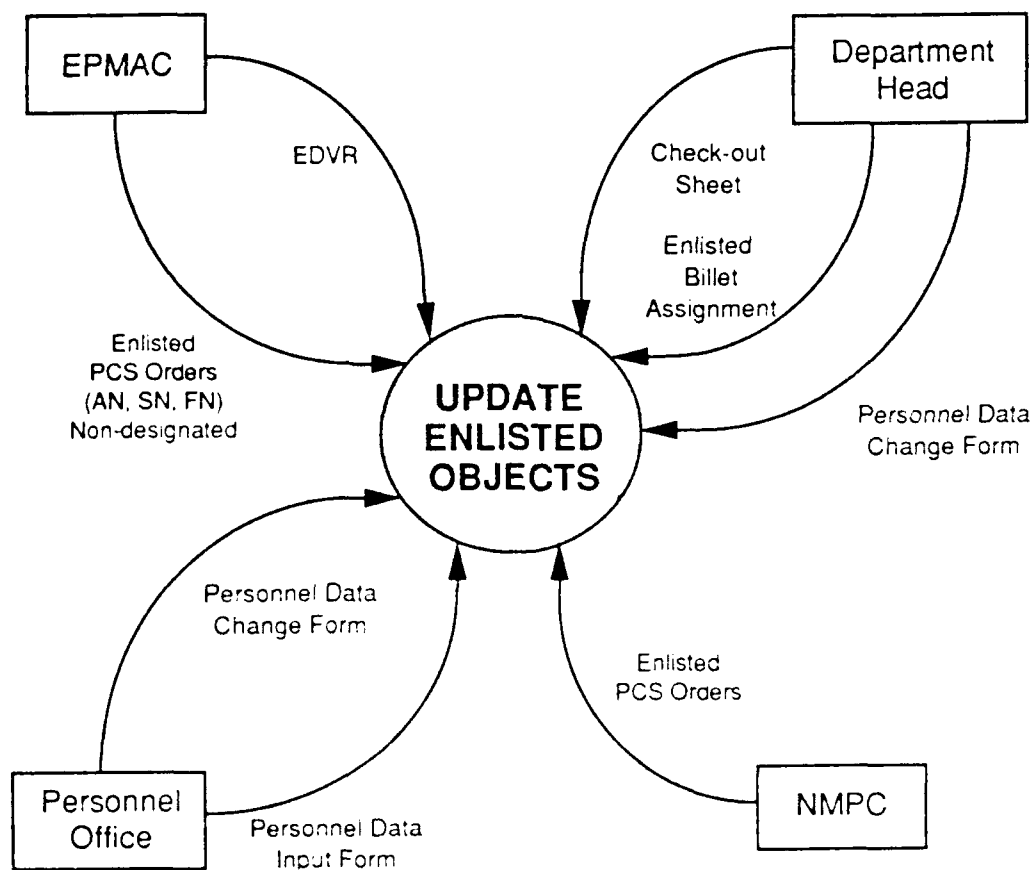 EPMAC
Department
Head
EDVR
Check-out
Sheet
Enlisted
Billet
Assignment
Enlisted
PCS Orders
(AN, SN, FN)
Non-designated
UPDATE
ENLISTED
OBJECTS
Personnel Data
Change Form
Personnel Data
Change Form
Enlisted
PCS Orders
Personnel
Office
Personnel Data
Input Form
NMPC